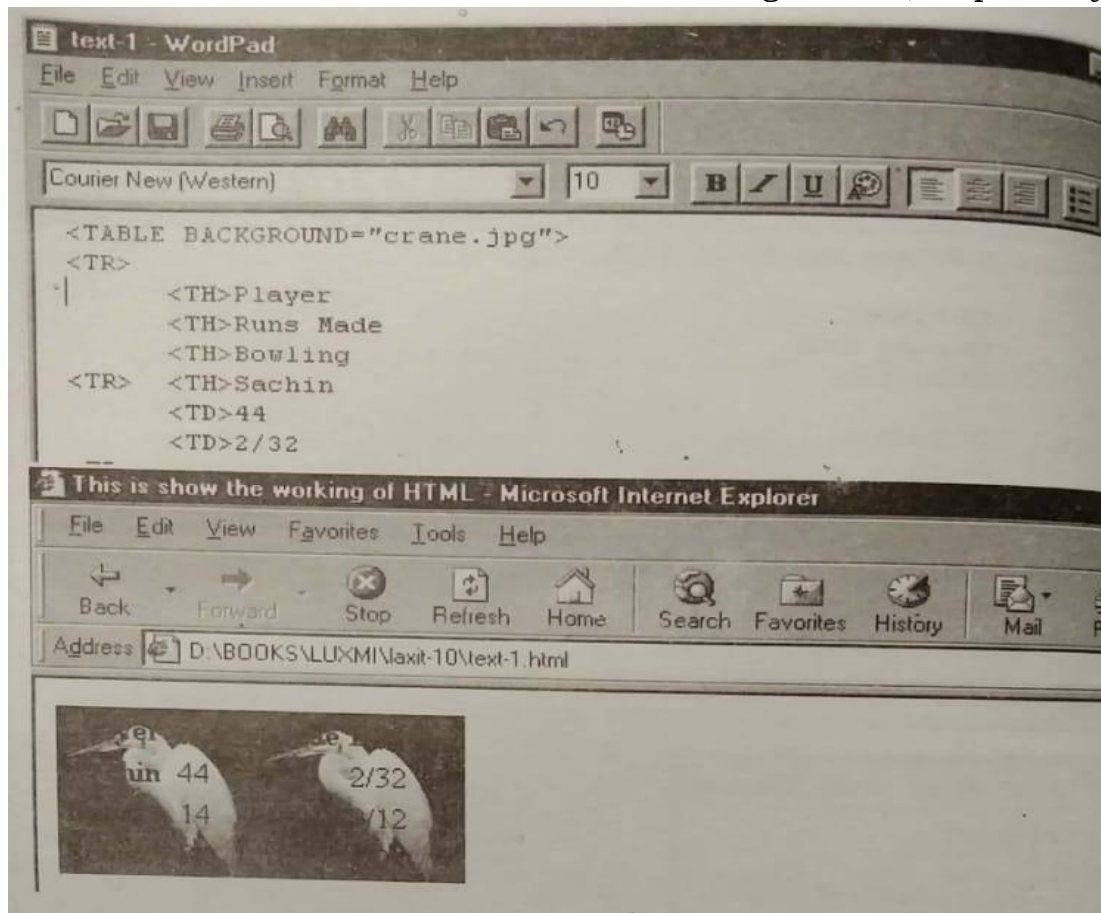 text-1 - WordPad
File Edit View Insert Format Help
Courier New (Western) 10 B I U
<TABLE BACKGROUND="crane.jpg">
<TR>
<TH>Player
<TH>Runs Made
<TH>Bowling
<TR> <TH>Sachin
<TD>44
<TD>2/32
This is show the working of HTML - Microsoft Internet Explorer
File Edit View Favorites Tools Help
Back Forward Stop Refresh Home Search Favorites History Mail
Address D:\BOOKS\LUXMI\laxit-10\text-1.html
44 2/32
14 /12